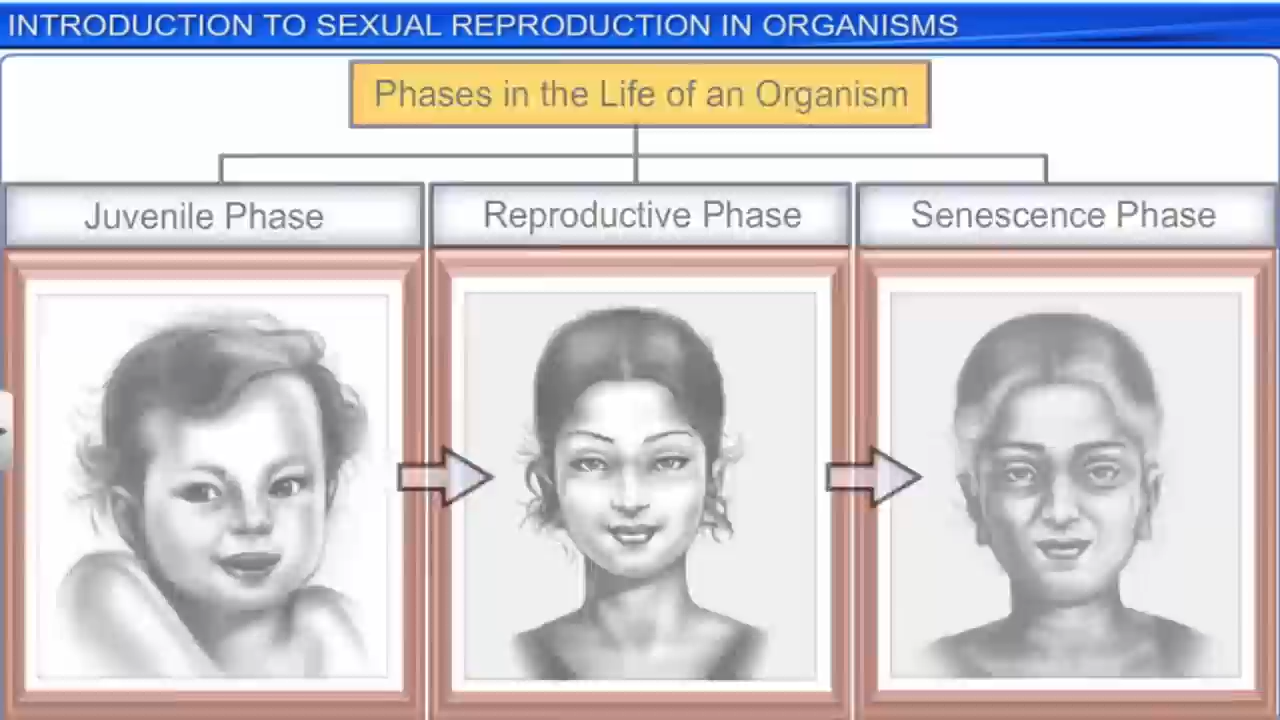 INTRODUCTION TO SEXUAL REPRODUCTION IN ORGANISMS
Phases in the Life of an Organism
Juvenile Phase
Reproductive Phase
Senescence Phase